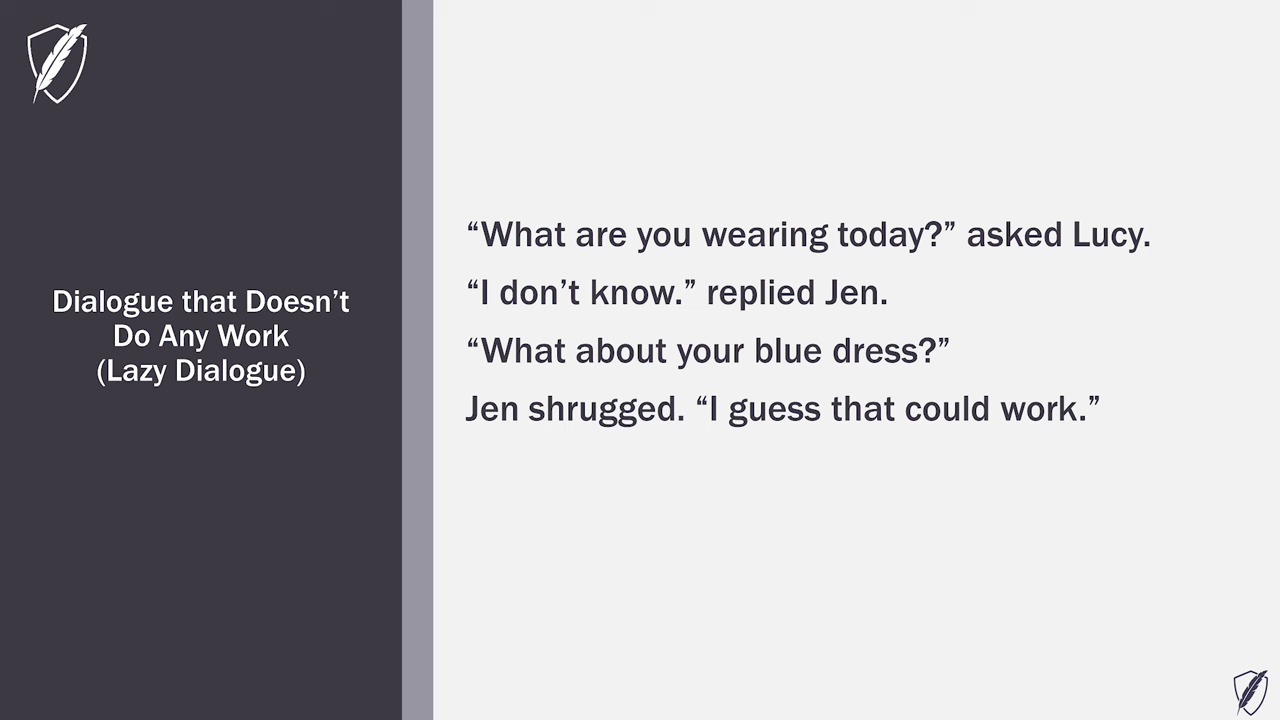 Dialogue that Doesn’t
Do Any Work
(Lazy Dialogue)
“What are you wearing today?” asked Lucy.
“I don’t know.” replied Jen.
“What about your blue dress?”
Jen shrugged. “I guess that could work.”